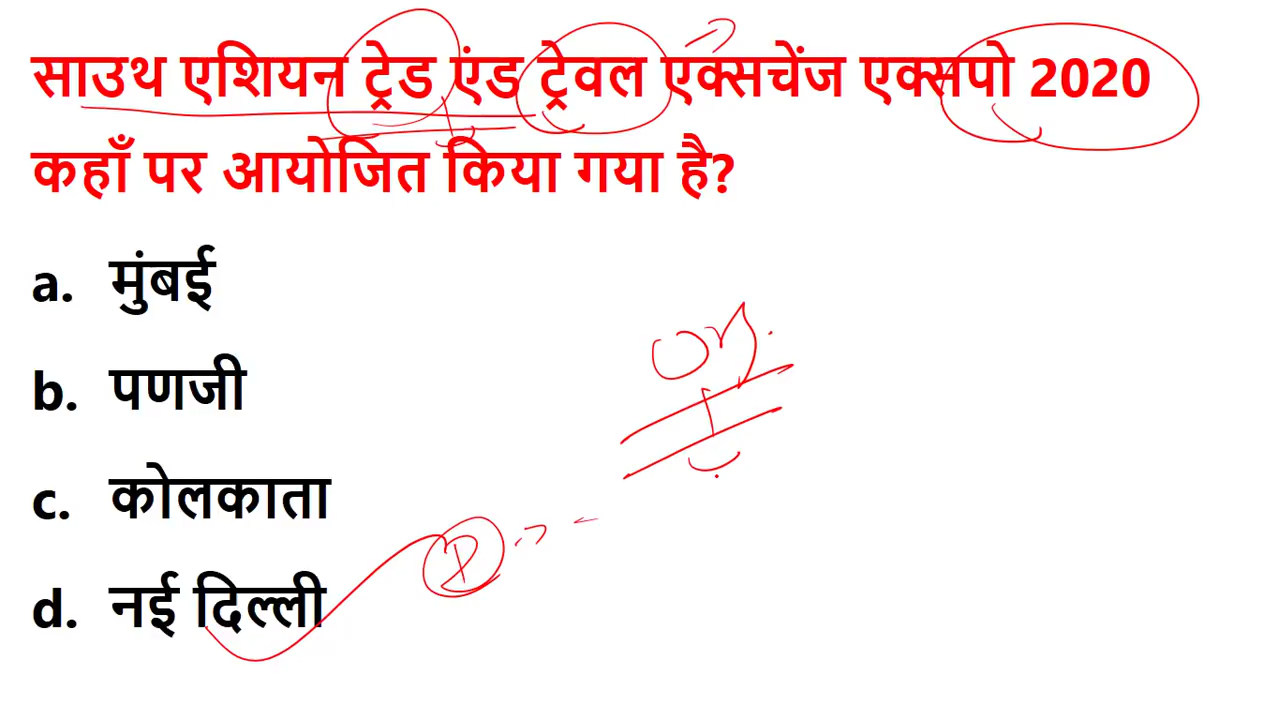 साउथ एशियन ट्रेड एंड ट्रेवल एक्सचेंज एक्सपो 2020
कहाँ पर आयोजित किया गया है?
a. मुंबई
b. पणजी
c. कोलकाता
d. नई दिल्ली